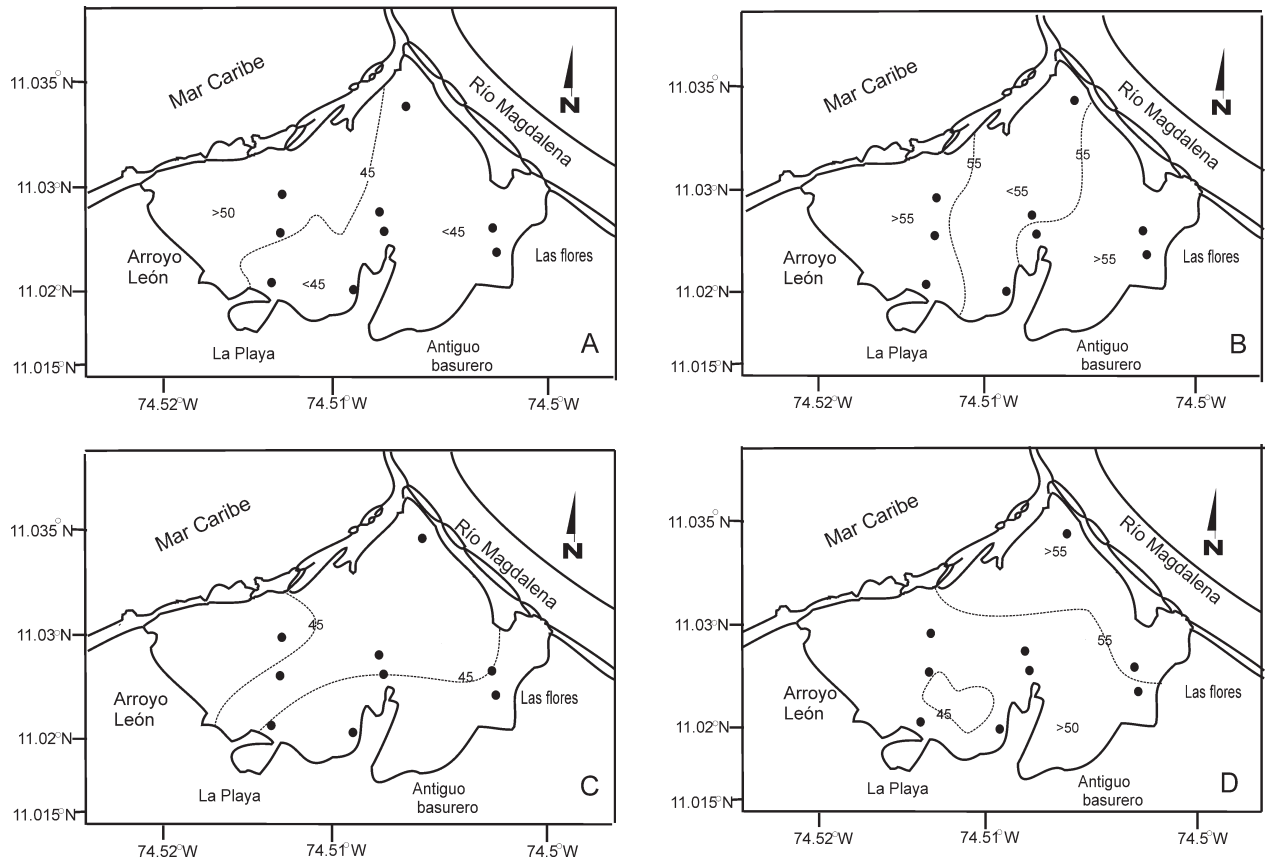 11.035°N
11.03°N
11.02°N
11.015°N
Mar Caribe
Río Magdalena
N
45
>50
<45
<45
Arroyo
León
Las flores
La Playa
Antiguo
basurero
A
74.52°W
74.51°W
74.5°W
11.035°N
11.03°N
11.02°N
11.015°N
Mar Caribe
Río Magdalena
N
55
55
<55
>55
>55
Arroyo
León
Las flores
La Playa
Antiguo
basurero
B
74.52°W
74.51°W
74.5°W
11.035°N
11.03°N
11.02°N
11.015°N
Mar Caribe
Río Magdalena
N
45
45
Arroyo
León
Las flores
La Playa
Antiguo
basurero
C
74.52°W
74.51°W
74.5°W
11.035°N
11.03°N
11.02°N
11.015°N
Mar Caribe
Río Magdalena
N
>55
55
45
>50
Arroyo
León
Las flores
La Playa
Antiguo
basurero
D
74.52°W
74.51°W
74.5°W